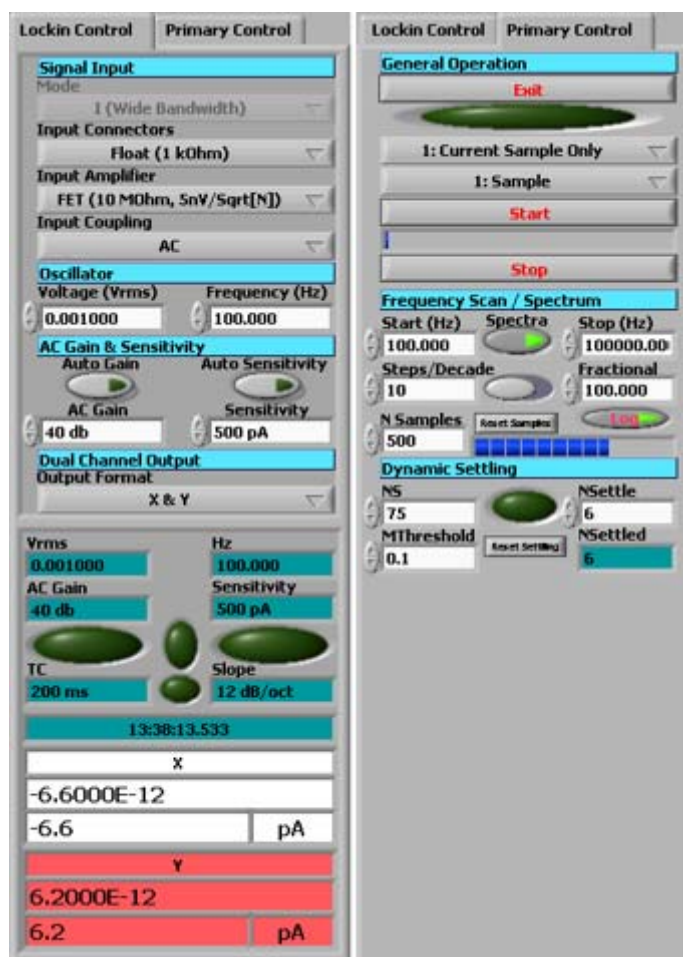 Lockin Control Primary Control
Signal Input
Mode
1 (Wide Bandwidth)
Input Connectors
Float (1 kOhm)
Input Amplifier
FET (10 MOhm, 5nV/Sqrt[N])
Input Coupling
AC
Oscillator
Voltage (Vrms) Frequency (Hz)
0.001000 100.000
AC Gain & Sensitivity
Auto Gain Auto Sensitivity
AC Gain Sensitivity
40 db 500 pA
Dual Channel Output
Output Format
X & Y
Vrms Hz
0.001000 100.000
AC Gain Sensitivity
40 db 500 pA
TC Slope
200 ms 12 dB/oct
13:38:13.533
X
-6.6000E-12
-6.6 pA
Y
6.2000E-12
6.2 pA
Lockin Control Primary Control
General Operation
Exit
1: Current Sample Only
1: Sample
Start
Stop
Frequency Scan / Spectrum
Start (Hz) Spectra Stop (Hz)
100.000 100000.00
Steps/Decade Fractional
10 100.000
N Samples Reset Samples Log
500
Dynamic Settling
NS NSettle
75 6
MThreshold Reset Settling NSettled
0.1 6